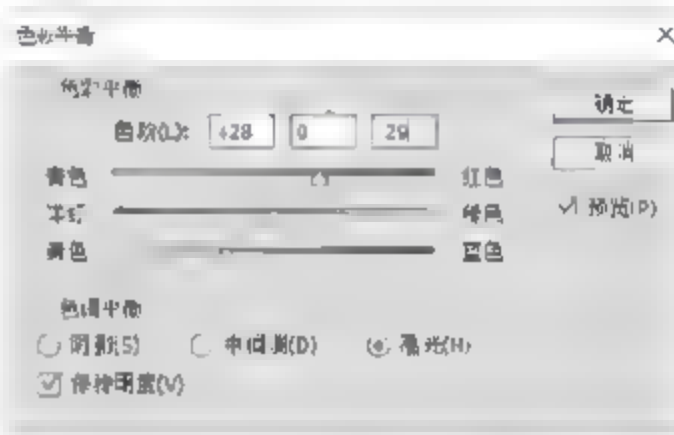 色彩平衡
色彩平衡
确定
色阶(L): +28 0 29
取消
青色 红色
洋红 绿色
预览(P)
黄色 蓝色
色调平衡
阴影(S) 中间调(D) 高光(H)
保持明度(V)